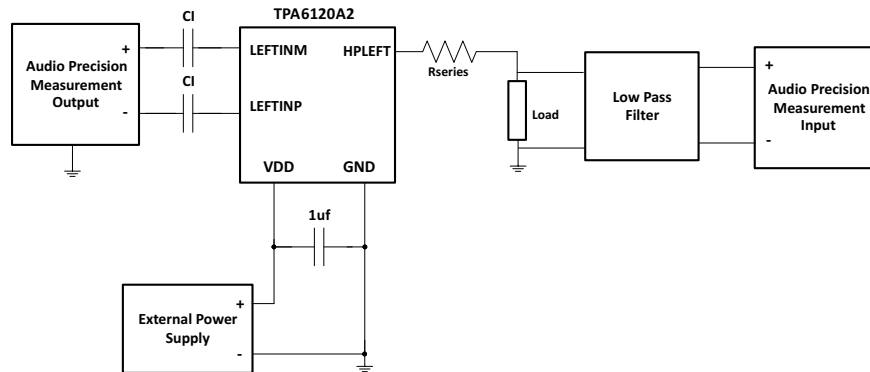 TPA6120A2
CI
+
Audio Precision
Measurement
Output
-
CI
LEFTINM
HPLEFT
LEFTINP
VDD
GND
Rseries
Load
Low Pass
Filter
+
Audio Precision
Measurement
Input
-
1uf
+
External Power
Supply
-